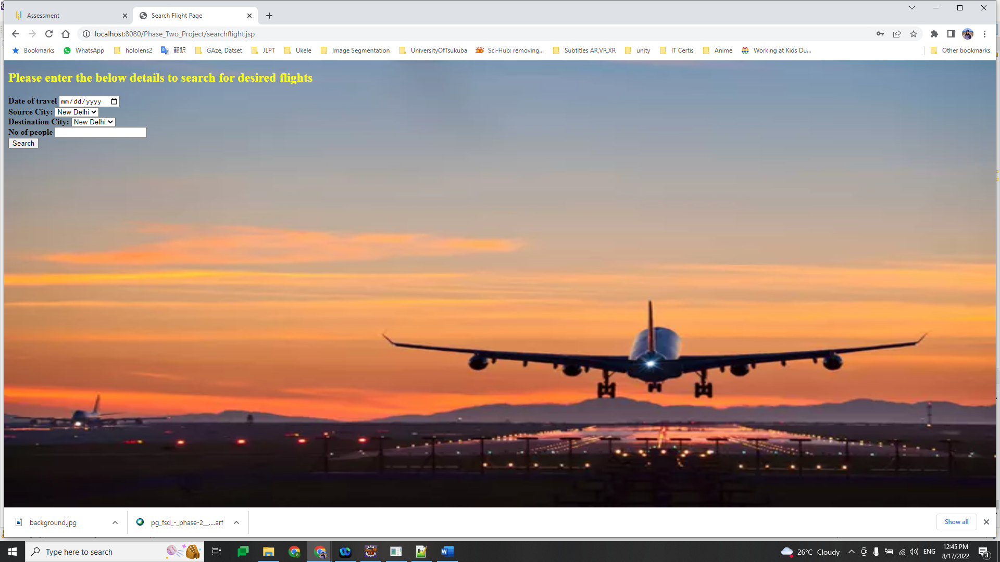 Assessment
Search Flight Page
localhost:8080/Phase_Two_Project/searchflight.jsp
Bookmarks WhatsApp hololens2 翻訳 GAze, Datset JLPT Ukele Image Segmentation UniversityOfTsukuba Sci-Hub: removing... Subtitles AR,VR,XR unity IT Certis Anime Working at Kids Du... Other bookmarks
Please enter the below details to search for desired flights
Date of travel mm/dd/yyyy
Source City: New Delhi
Destination City: New Delhi
No of people
Search
background.jpg
pg_fsd_-_phase-2__....arf
Show all
Type here to search
26°C Cloudy
ENG
12:45 PM
8/17/2022
3